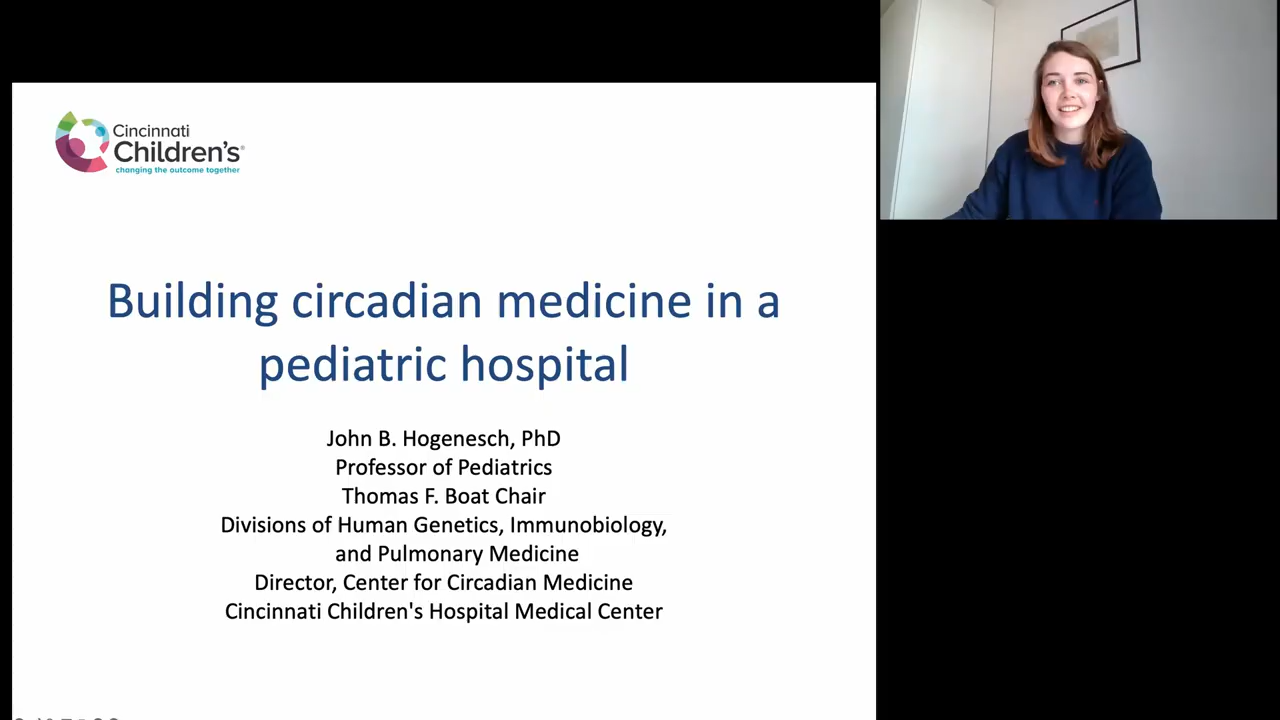 Cincinnati
Children's®
changing the outcome together
Building circadian medicine in a
pediatric hospital
John B. Hogenesch, PhD
Professor of Pediatrics
Thomas F. Boat Chair
Divisions of Human Genetics, Immunobiology,
and Pulmonary Medicine
Director, Center for Circadian Medicine
Cincinnati Children's Hospital Medical Center